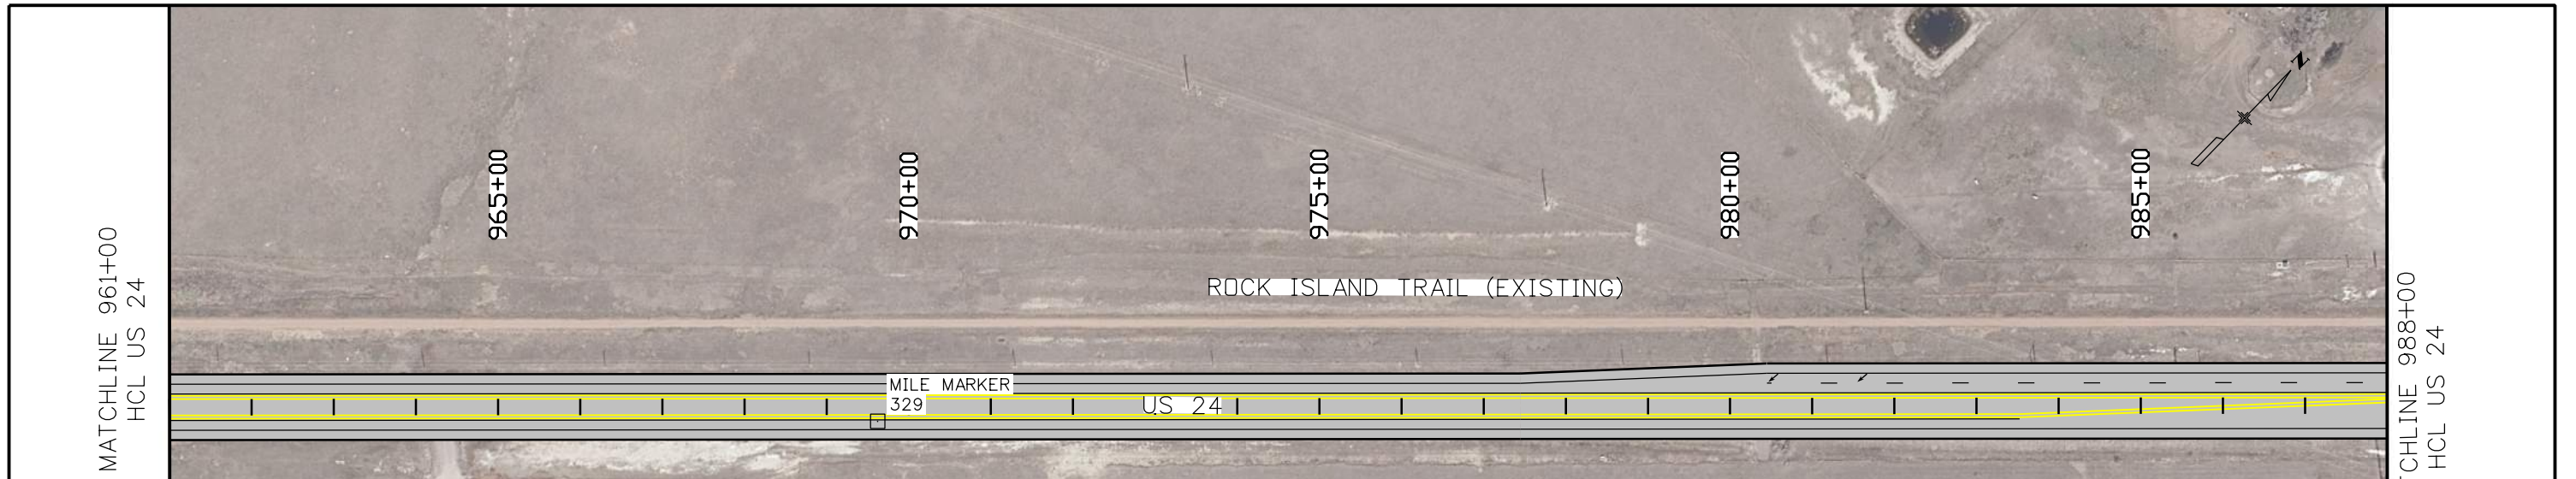 MATCHLINE 961+00
HCL US 24
965+00
970+00
975+00
980+00
985+00
N
ROCK ISLAND TRAIL (EXISTING)
MILE MARKER
329
US 24
TCHLINE 988+00
HCL US 24